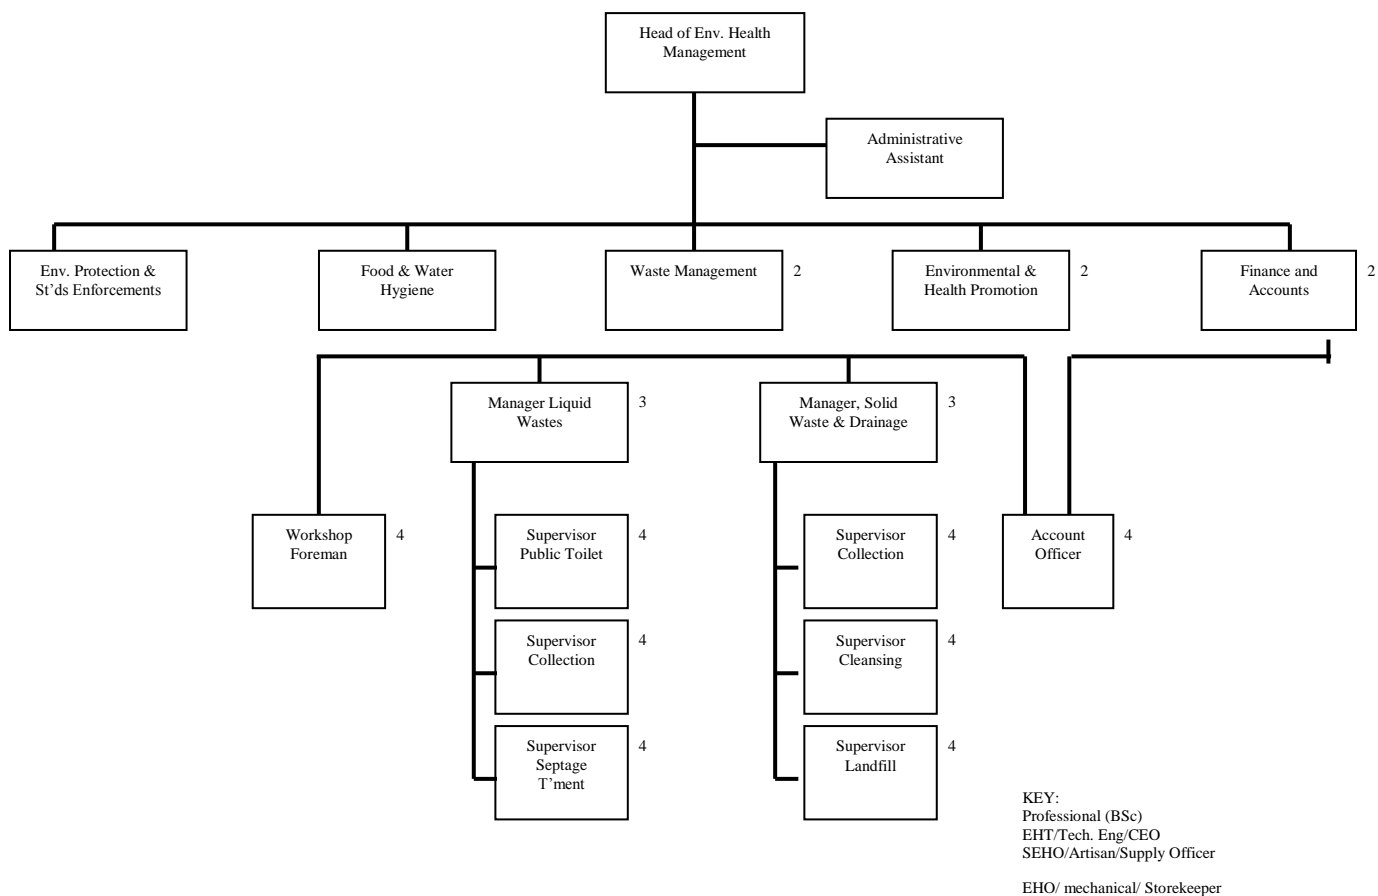 Head of Env. Health
Management
Administrative
Assistant
Env. Protection &
St’ds Enforcements
Food & Water
Hygiene
Waste Management
2
Environmental &
Health Promotion
2
Finance and
Accounts
2
Manager Liquid
Wastes
3
Manager, Solid
Waste & Drainage
3
Workshop
Foreman
4
Supervisor
Public Toilet
4
Supervisor
Collection
4
Account
Officer
4
Supervisor
Collection
4
Supervisor
Cleansing
4
Supervisor
Septage
T’ment
4
Supervisor
Landfill
4
KEY:
Professional (BSc)
EHT/Tech. Eng/CEO
SEHO/Artisan/Supply Officer
EHO/ mechanical/ Storekeeper